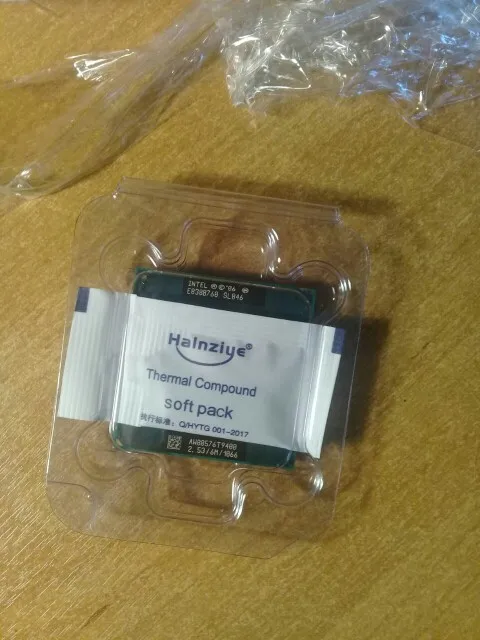 INTEL ® ©'06
E8388768 SLB46
Halnziye®
Thermal Compound
soft pack
执行标准：Q/HYTG 001-2017
AW80576T9400
2.53/6M/1066